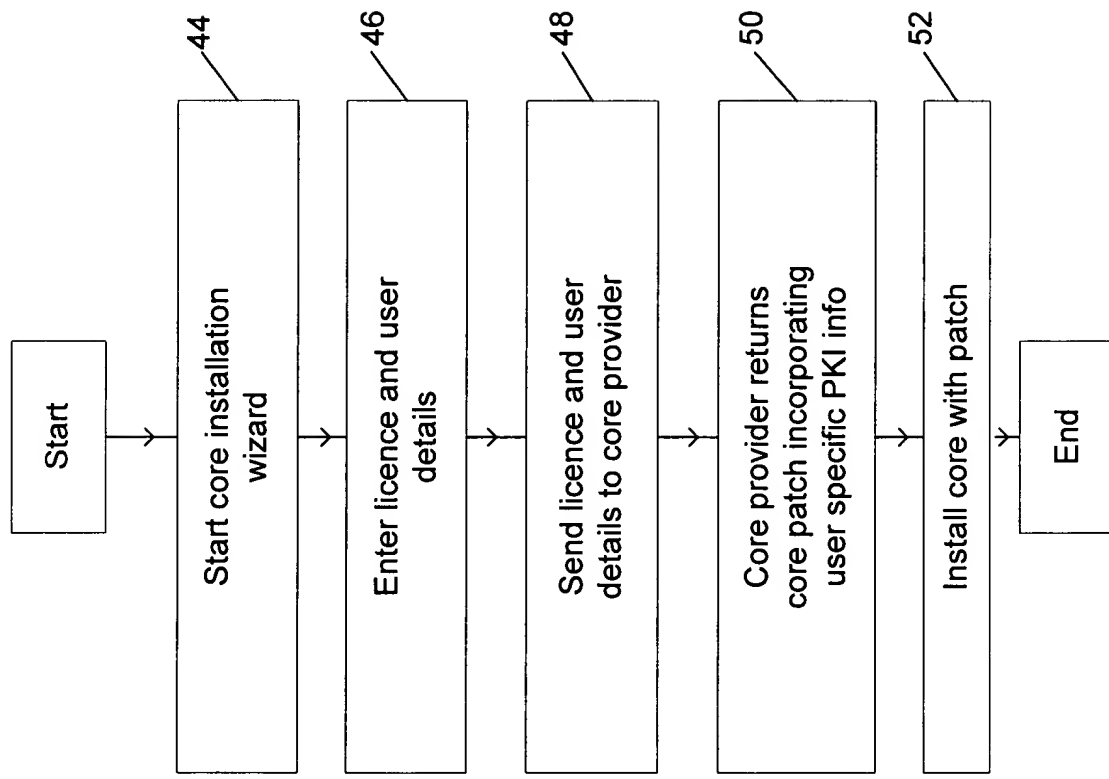 Start
Start core installation
wizard
44
Enter licence and user
details
46
Send licence and user
details to core provider
48
Core provider returns
core patch incorporating
user specific PKI info
50
Install core with patch
52
End